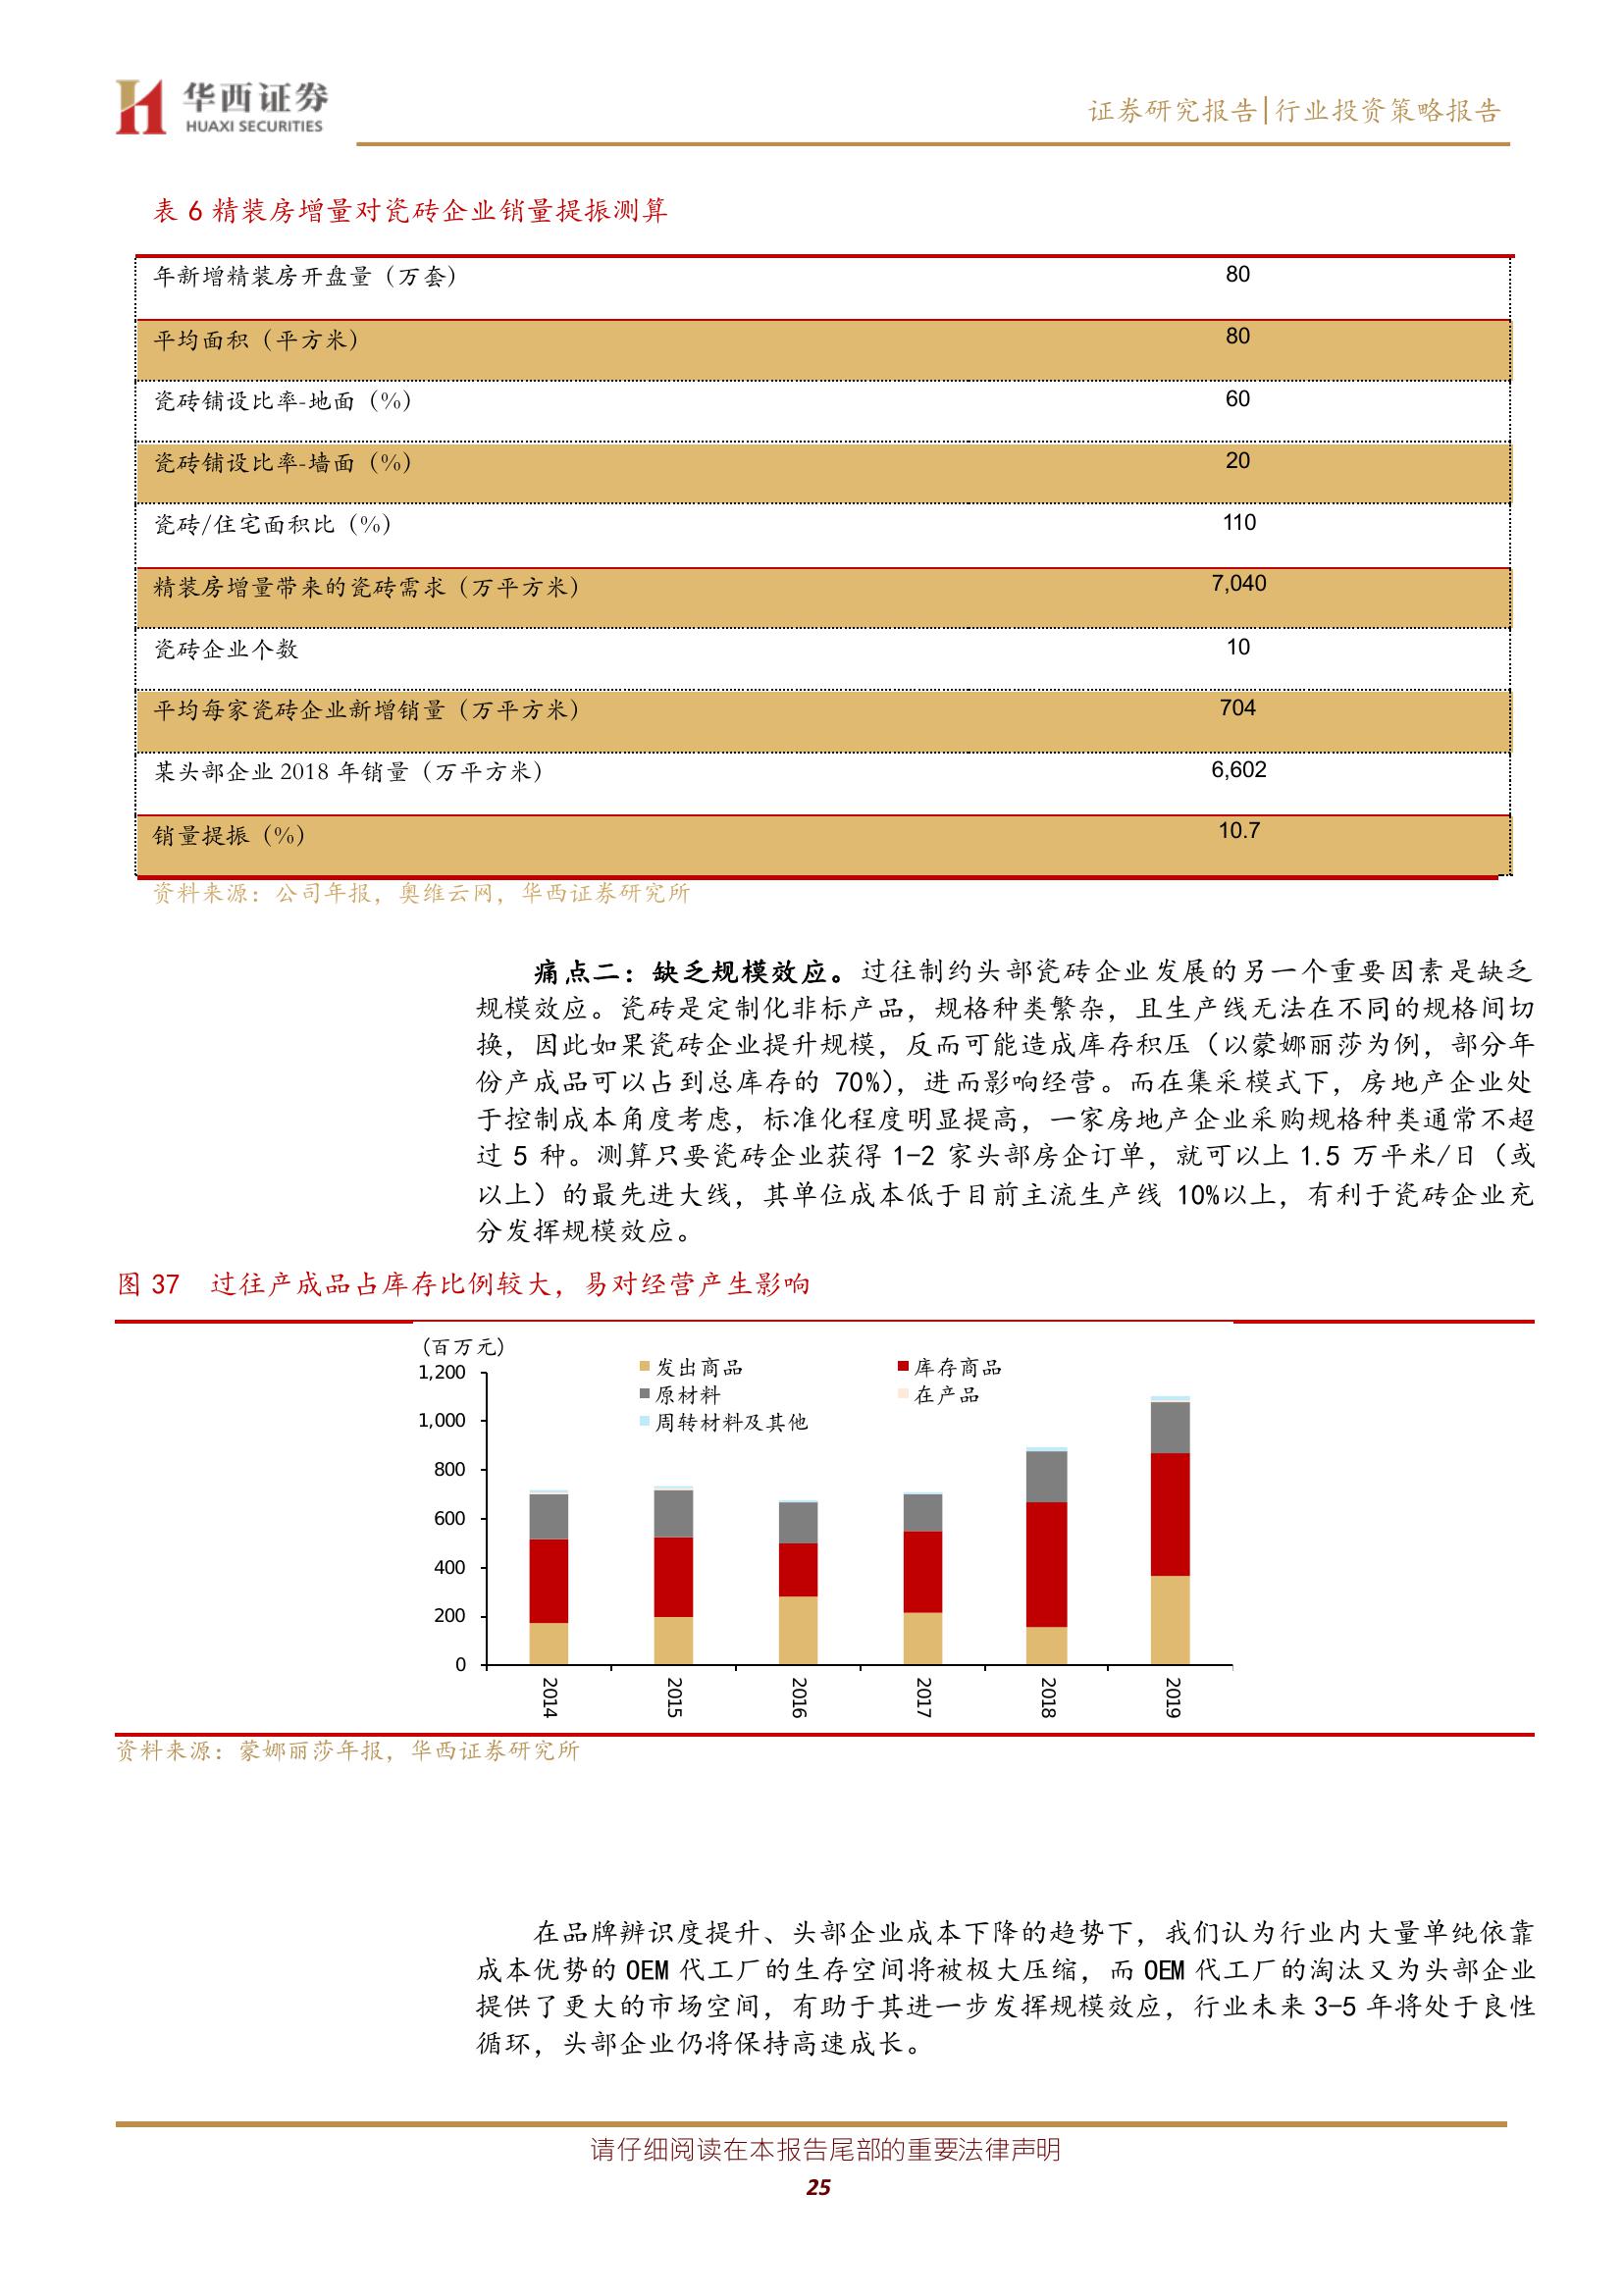 华西证券
HUAXI SECURITIES
证券研究报告|行业投资策略报告
表 6 精装房增量对瓷砖企业销量提振测算
年新增精装房开盘量（万套） 80
平均面积（平方米） 80
瓷砖铺设比率-地面（%） 60
瓷砖铺设比率-墙面（%） 20
瓷砖/住宅面积比（%） 110
精装房增量带来的瓷砖需求（万平方米） 7,040
瓷砖企业个数 10
平均每家瓷砖企业新增销量（万平方米） 704
某头部企业 2018 年销量（万平方米） 6,602
销量提振（%） 10.7
资料来源：公司年报，奥维云网，华西证券研究所
痛点二：缺乏规模效应。过往制约头部瓷砖企业发展的另一个重要因素是缺乏
规模效应。瓷砖是定制化非标产品，规格种类繁杂，且生产线无法在不同的规格间切
换，因此如果瓷砖企业提升规模，反而可能造成库存积压（以蒙娜丽莎为例，部分年
份产成品可以占到总库存的 70%），进而影响经营。而在集采模式下，房地产企业处
于控制成本角度考虑，标准化程度明显提高，一家房地产企业采购规格种类通常不超
过 5 种。测算只要瓷砖企业获得 1-2 家头部房企订单，就可以上 1.5 万平米/日（或
以上）的最先进大线，其单位成本低于目前主流生产线 10%以上，有利于瓷砖企业充
分发挥规模效应。
图 37 过往产成品占库存比例较大，易对经营产生影响
（百万元）
发出商品 库存商品
原材料 在产品
周转材料及其他
1,200
1,000
800
600
400
200
0
2014 2015 2016 2017 2018 2019
资料来源：蒙娜丽莎年报，华西证券研究所
在品牌辨识度提升、头部企业成本下降的趋势下，我们认为行业内大量单纯依靠
成本优势的 OEM 代工厂的生存空间将被极大压缩，而 OEM 代工厂的淘汰又为头部企业
提供了更大的市场空间，有助于其进一步发挥规模效应，行业未来 3-5 年将处于良性
循环，头部企业仍将保持高速成长。
请仔细阅读在本报告尾部的重要法律声明
25